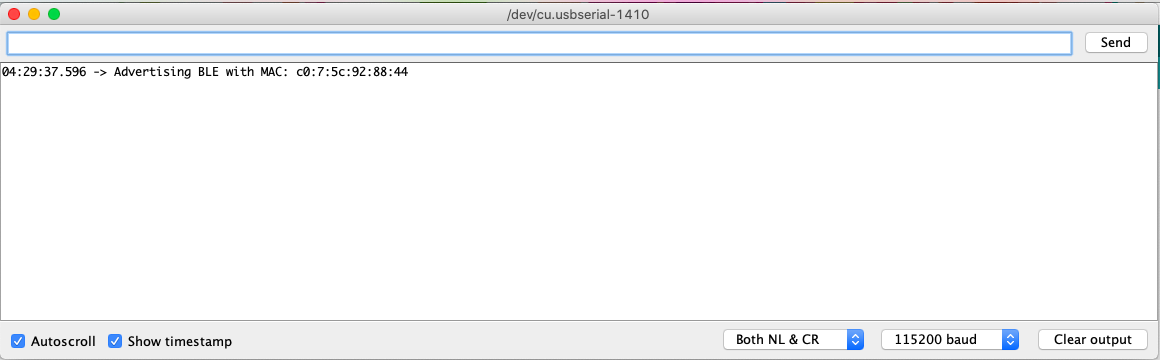 /dev/cu.usbserial-1410
Send
04:29:37.596 -> Advertising BLE with MAC: c0:7:5c:92:88:44
Autoscroll Show timestamp Both NL & CR 115200 baud Clear output